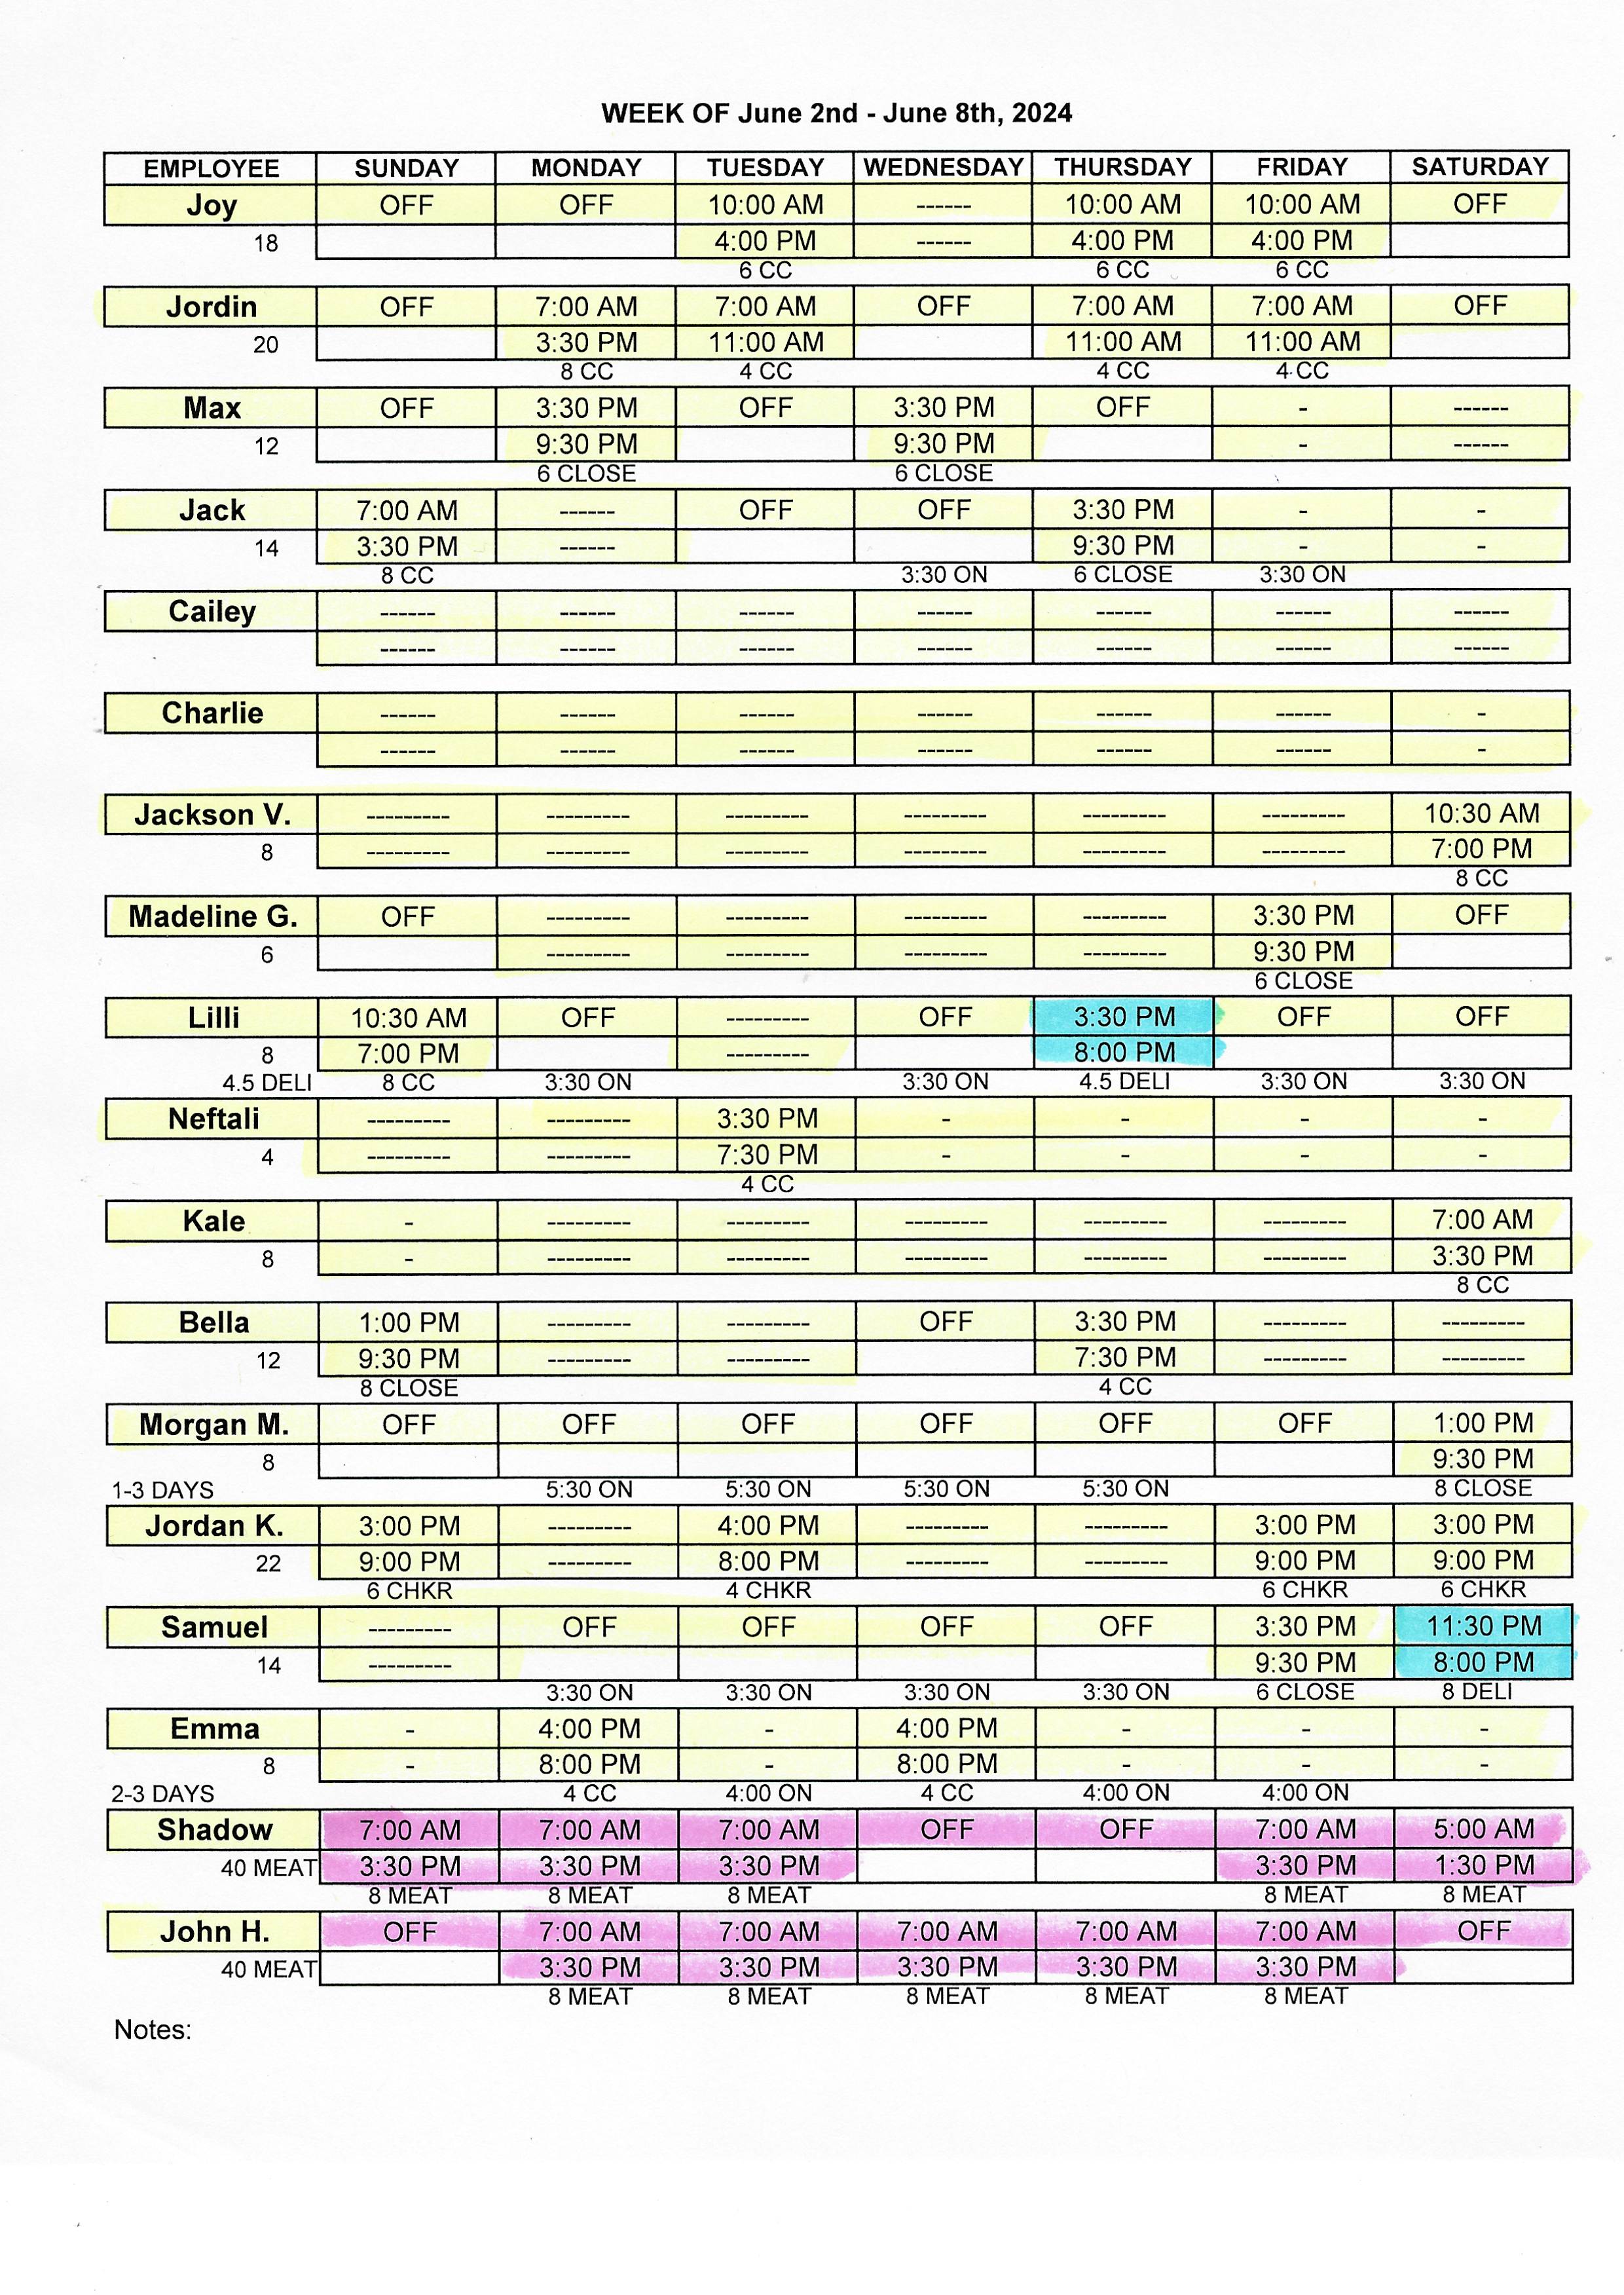 WEEK OF June 2nd - June 8th, 2024
EMPLOYEE SUNDAY MONDAY TUESDAY WEDNESDAY THURSDAY FRIDAY SATURDAY
Joy OFF OFF 10:00 AM ------ 10:00 AM 10:00 AM OFF
18 4:00 PM ------ 4:00 PM 4:00 PM
6 CC 6 CC 6 CC
Jordin OFF 7:00 AM 7:00 AM OFF 7:00 AM 7:00 AM OFF
20 3:30 PM 11:00 AM 11:00 AM 11:00 AM
8 CC 4 CC 4 CC 4 CC
Max OFF 3:30 PM OFF 3:30 PM OFF - ------
12 9:30 PM 9:30 PM - ------
6 CLOSE 6 CLOSE
Jack 7:00 AM ------ OFF OFF 3:30 PM - -
14 3:30 PM ------ 9:30 PM - -
8 CC 3:30 ON 6 CLOSE 3:30 ON
Cailey ------ ------ ------ ------ ------ ------ ------
------ ------ ------ ------ ------ ------ ------
Charlie ------ ------ ------ ------ ------ ------ -
------ ------ ------ ------ ------ ------ -
Jackson V. --------- --------- --------- --------- --------- --------- 10:30 AM
8 --------- --------- --------- --------- --------- --------- 7:00 PM
8 CC
Madeline G. OFF --------- --------- --------- --------- 3:30 PM OFF
6 --------- --------- --------- --------- 9:30 PM
6 CLOSE
Lilli 10:30 AM OFF --------- OFF 3:30 PM OFF OFF
8 7:00 PM --------- 8:00 PM
4.5 DELI 8 CC 3:30 ON 3:30 ON 4.5 DELI 3:30 ON 3:30 ON
Neftali --------- --------- 3:30 PM - - - -
4 --------- --------- 7:30 PM - - - -
4 CC
Kale - --------- --------- --------- --------- --------- 7:00 AM
8 - --------- --------- --------- --------- --------- 3:30 PM
8 CC
Bella 1:00 PM --------- --------- OFF 3:30 PM --------- ---------
12 9:30 PM --------- --------- 7:30 PM --------- ---------
8 CLOSE 4 CC
Morgan M. OFF OFF OFF OFF OFF OFF 1:00 PM
8 9:30 PM
1-3 DAYS 5:30 ON 5:30 ON 5:30 ON 5:30 ON 8 CLOSE
Jordan K. 3:00 PM --------- 4:00 PM --------- --------- 3:00 PM 3:00 PM
22 9:00 PM --------- 8:00 PM --------- --------- 9:00 PM 9:00 PM
6 CHKR 4 CHKR 6 CHKR 6 CHKR
Samuel --------- OFF OFF OFF OFF 3:30 PM 11:30 PM
14 --------- 9:30 PM 8:00 PM
3:30 ON 3:30 ON 3:30 ON 3:30 ON 6 CLOSE 8 DELI
Emma - 4:00 PM - 4:00 PM - - -
8 - 8:00 PM - 8:00 PM - - -
2-3 DAYS 4 CC 4:00 ON 4 CC 4:00 ON 4:00 ON
Shadow 7:00 AM 7:00 AM 7:00 AM OFF OFF 7:00 AM 5:00 AM
40 MEAT 3:30 PM 3:30 PM 3:30 PM 3:30 PM 1:30 PM
8 MEAT 8 MEAT 8 MEAT 8 MEAT 8 MEAT
John H. OFF 7:00 AM 7:00 AM 7:00 AM 7:00 AM 7:00 AM OFF
40 MEAT 3:30 PM 3:30 PM 3:30 PM 3:30 PM 3:30 PM
8 MEAT 8 MEAT 8 MEAT 8 MEAT 8 MEAT
Notes: